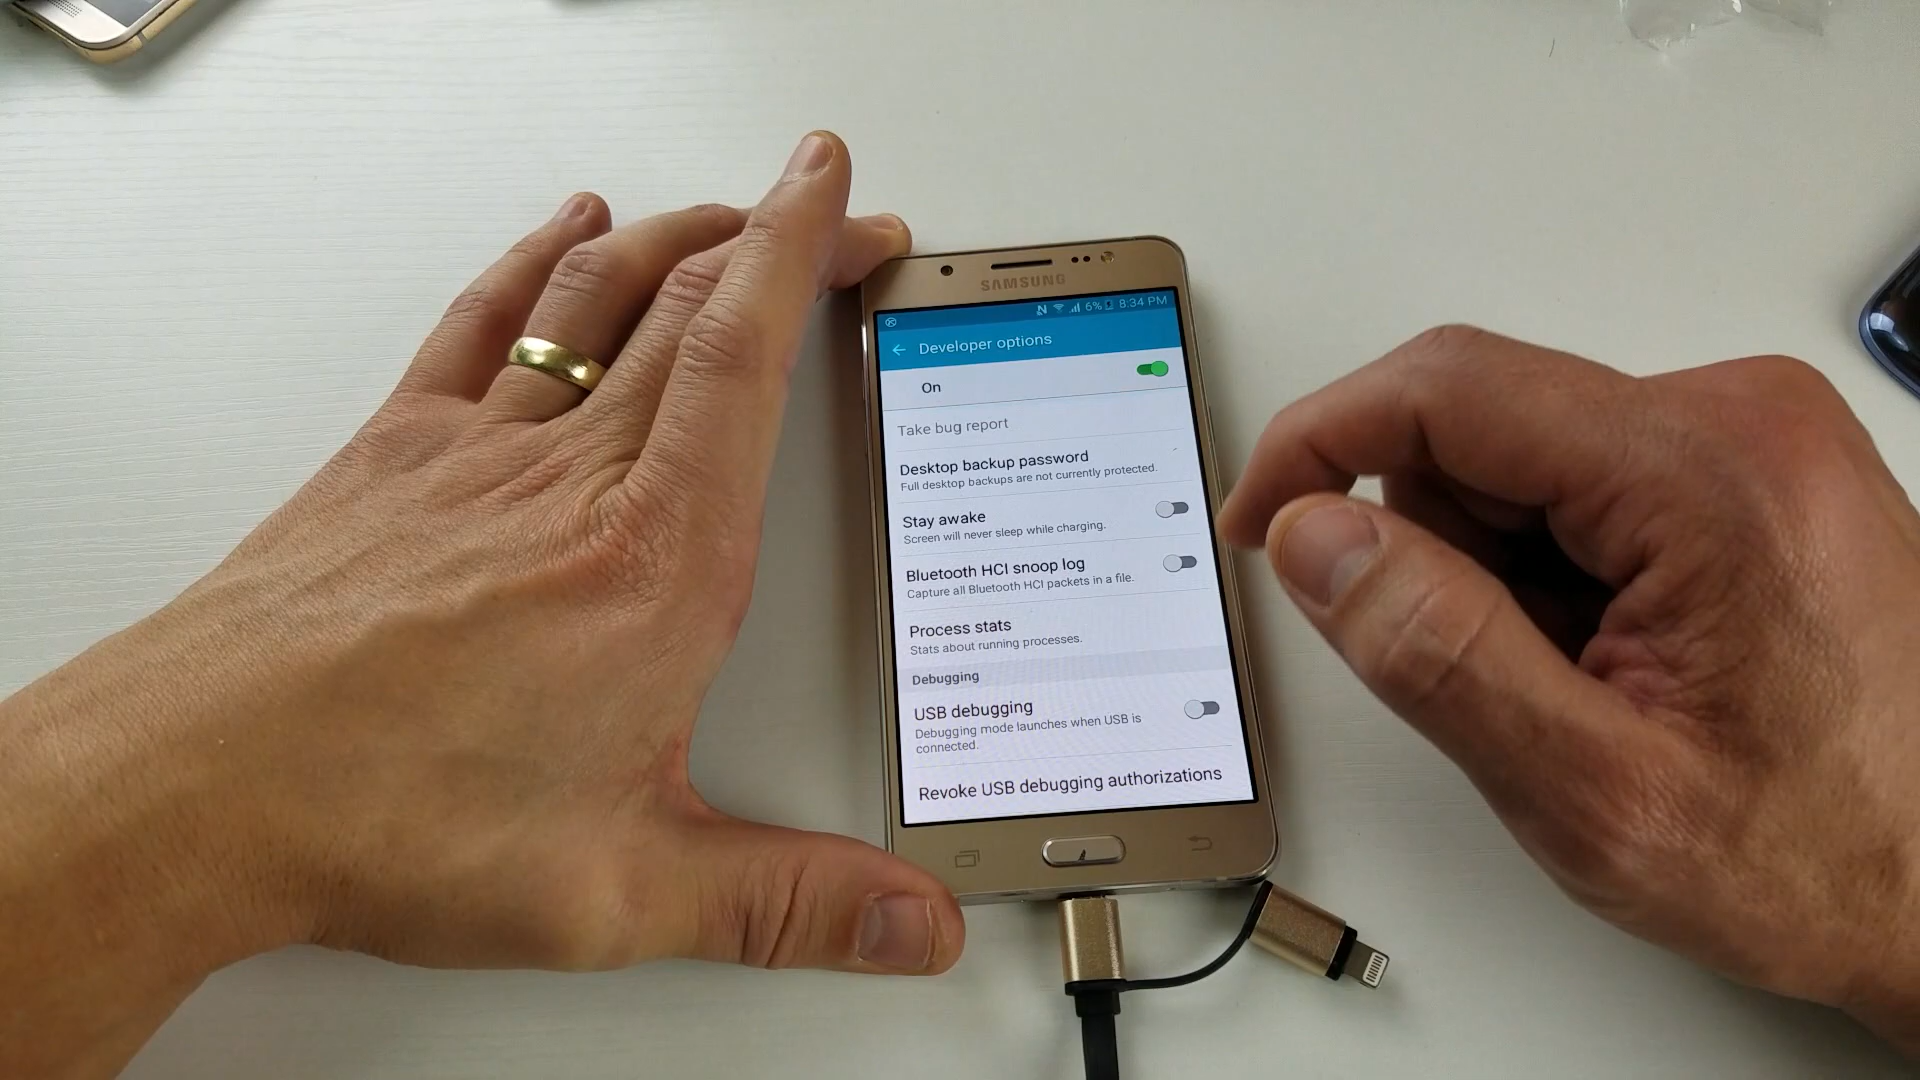 SAMSUNG
6% 8:34 PM
Developer options
On
Take bug report
Desktop backup password
Full desktop backups are not currently protected.
Stay awake
Screen will never sleep while charging.
Bluetooth HCI snoop log
Capture all Bluetooth HCI packets in a file.
Process stats
Stats about running processes.
Debugging
USB debugging
Debugging mode launches when USB is
connected.
Revoke USB debugging authorizations